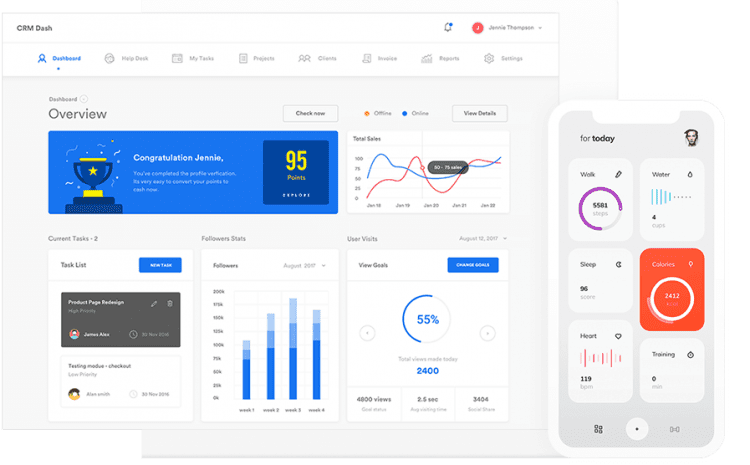 CRM Dash
Jennie Thompson
Dashboard
Help Desk
My Tasks
Projects
Clients
Invoice
Reports
Settings
Dashboard
Overview
Check now
Offline
Online
View Details
Congratulation Jennie,
You've completed the profile varfication.
Its very easy to convert your points to
cash now.
95
Points
EXPLORE
Total Sales
100
75
50
25
0
50 - 75 sales
Jan 18
Jan 19
Jan 20
Jan 21
Jan 22
Current Tasks - 2
Followers Stats
User Visits
August 12, 2017
Task List
NEW TASK
Product Page Redesign
High Priority
James Alex
30 Nov 2016
Testing modue - checkout
Low Priority
Alan smith
30 Nov 2016
Followers
August 2017
200k
175k
150k
125k
100k
75k
50k
25k
0k
week 1
week 2
week 3
week 4
View Goals
CHANGE GOALS
55%
Total views made today
2400
4800 views
Goal status
2.5 sec
Avg visiting time
3404
Social Share
for today
Walk
5581
steps
Water
4
cups
Sleep
96
score
Calories
2412
Heart
119
bpm
Training
0
min